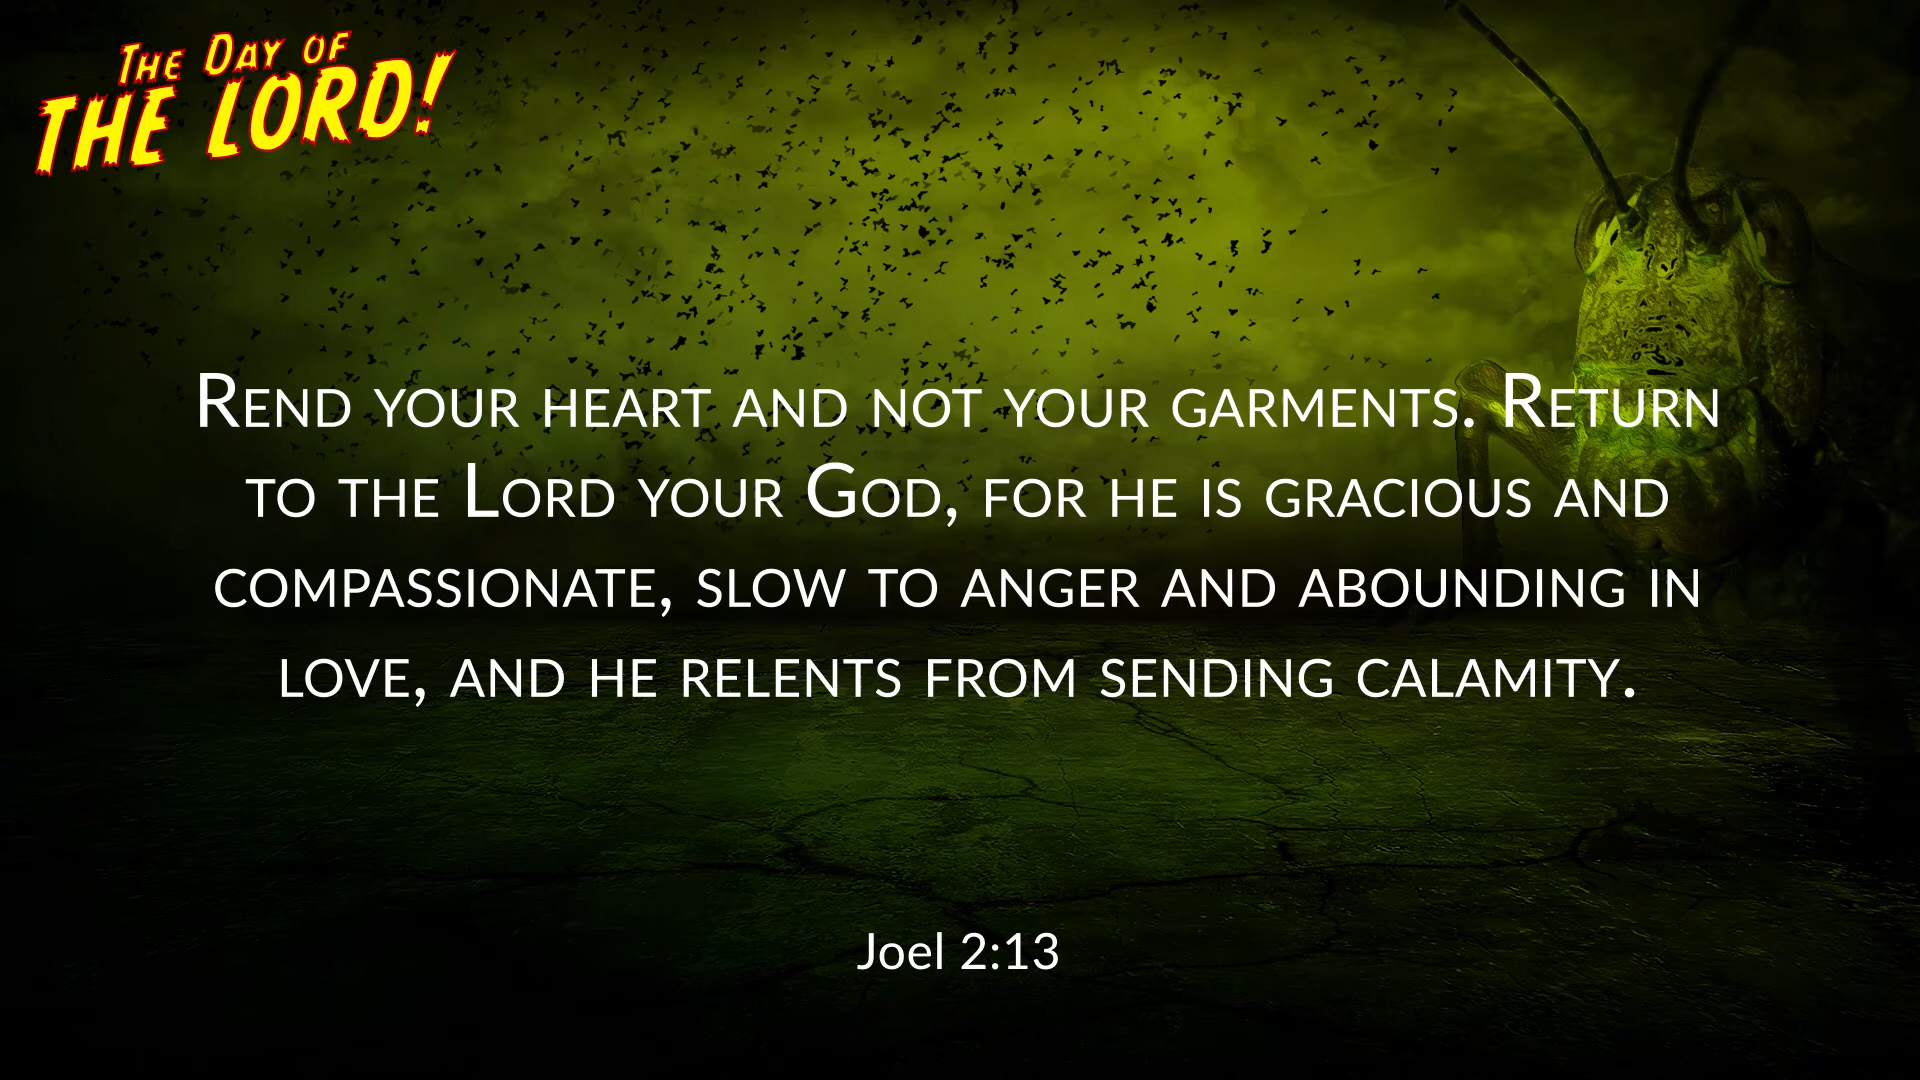 The Day of
THE LORD!
Rend your heart and not your garments. Return
to the Lord your God, for he is gracious and
compassionate, slow to anger and abounding in
love, and he relents from sending calamity.
Joel 2:13